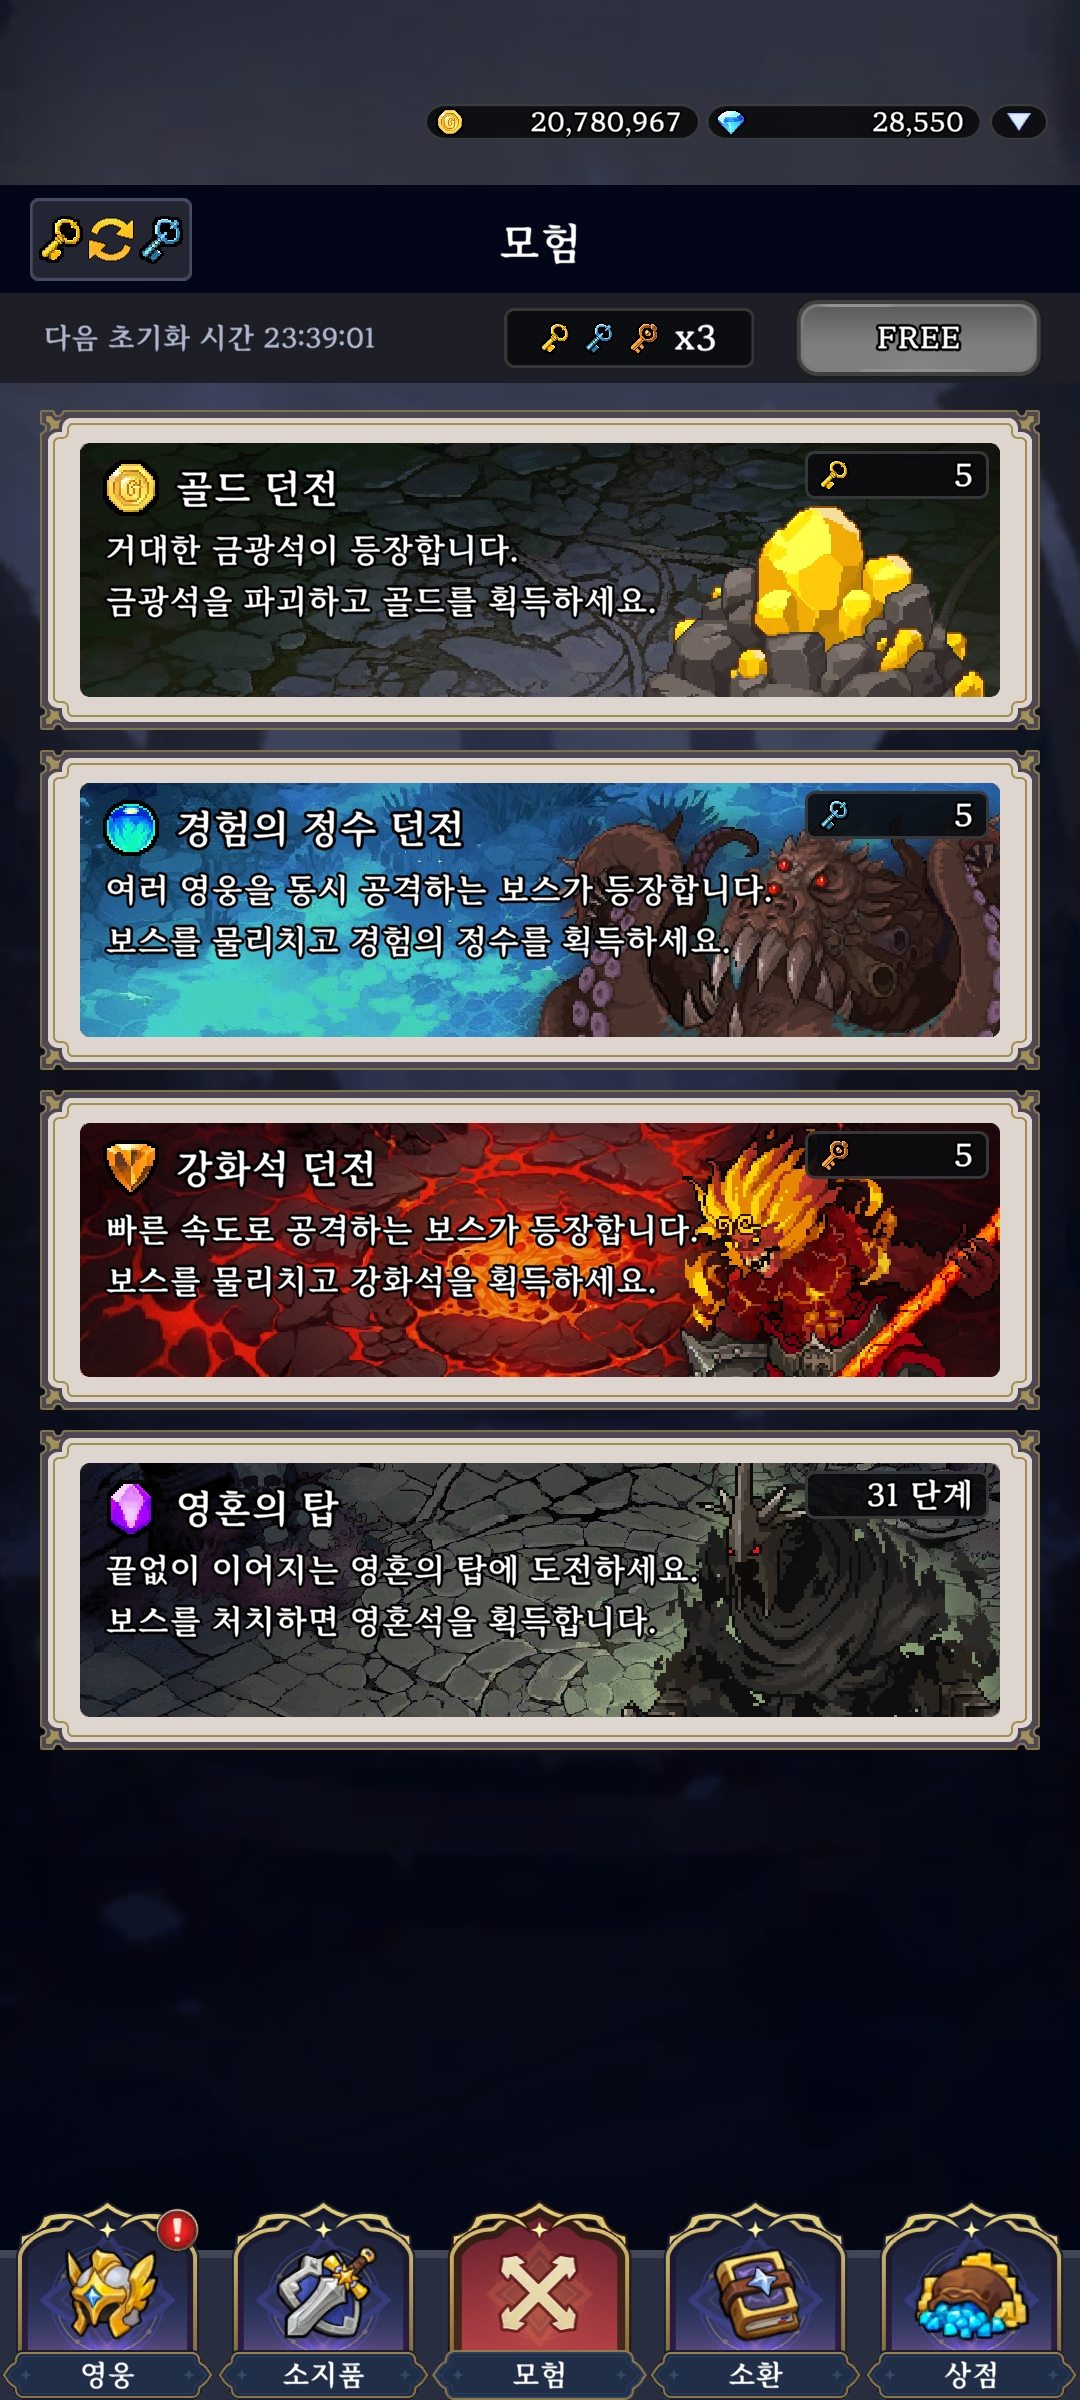 20,780,967 28,550
모험
다음 초기화 시간 23:39:01 x3 FREE
골드 던전 5
거대한 금광석이 등장합니다.
금광석을 파괴하고 골드를 획득하세요.
경험의 정수 던전 5
여러 영웅을 동시 공격하는 보스가 등장합니다.
보스를 물리치고 경험의 정수를 획득하세요.
강화석 던전 5
빠른 속도로 공격하는 보스가 등장합니다.
보스를 물리치고 강화석을 획득하세요.
영혼의 탑 31 단계
끝없이 이어지는 영혼의 탑에 도전하세요.
보스를 처치하면 영혼석을 획득합니다.
영웅 소지품 모험 소환 상점